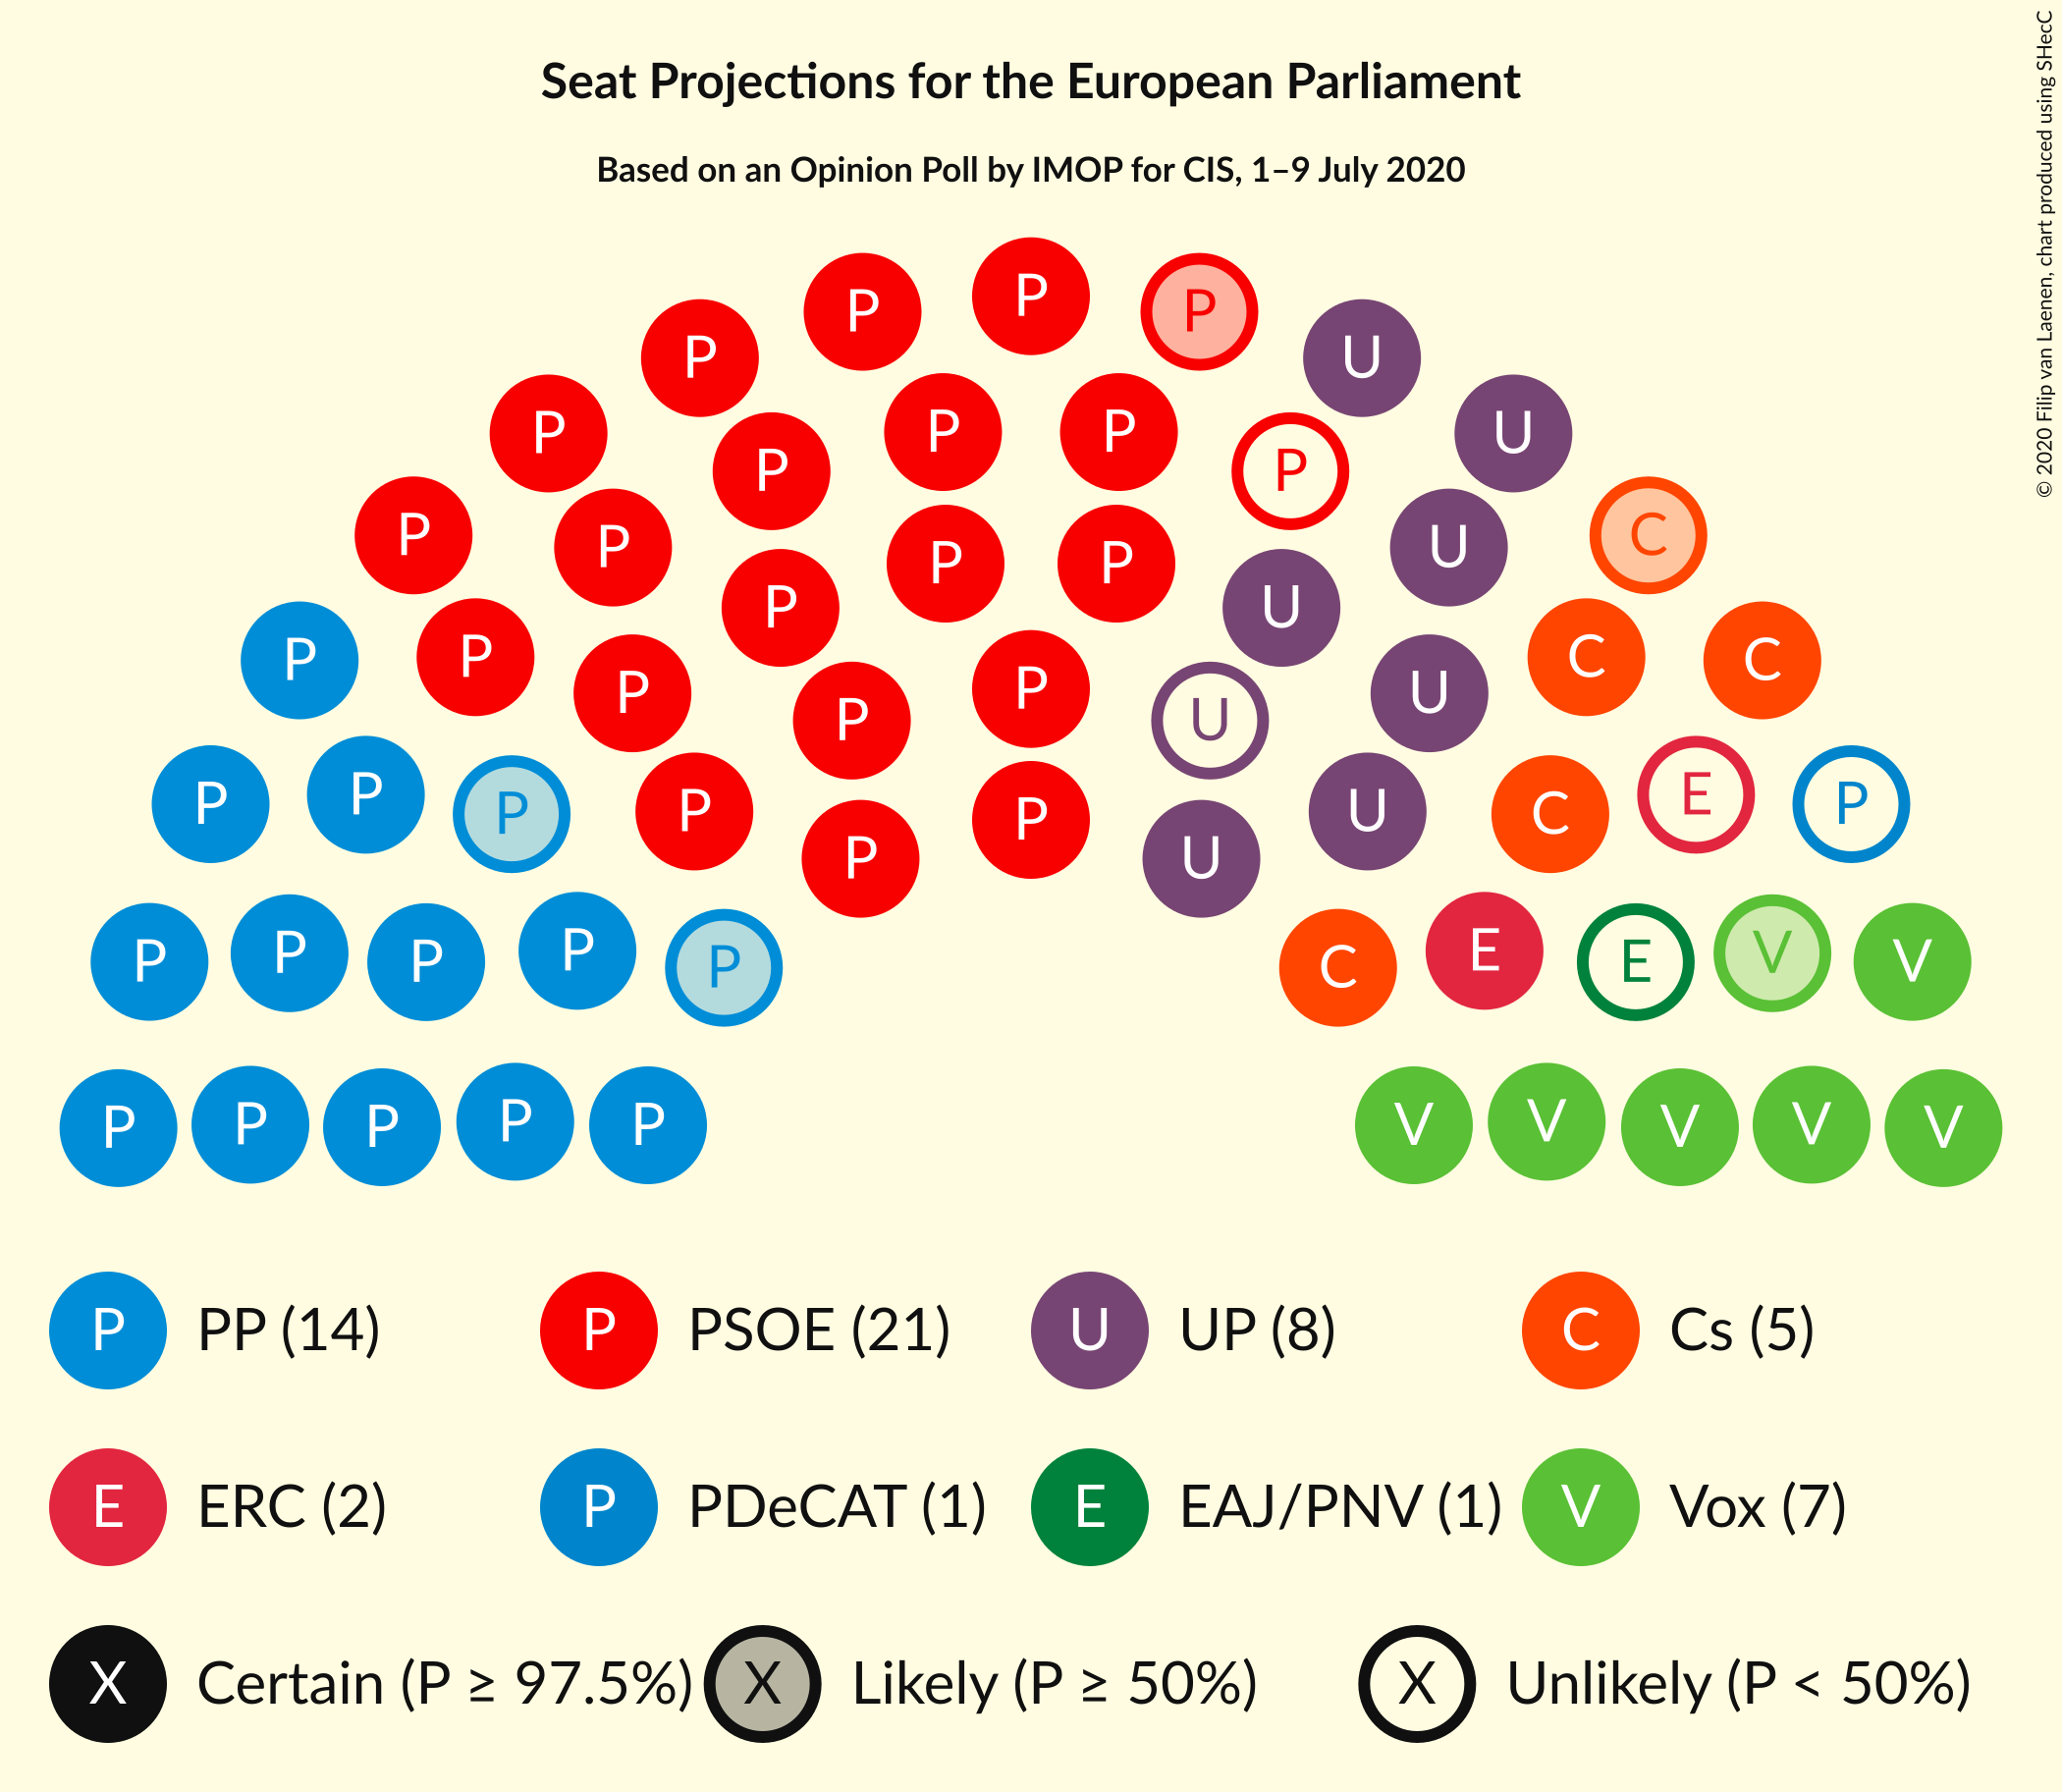 Seat Projections for the European Parliament
Based on an Opinion Poll by IMOP for CIS, 1–9 July 2020
© 2020 Filip van Laenen, chart produced using SHecC
P P P P U
P P U
P P P P
P P P U C
P P P U
P P U
P P C C
P P U
P U
P P P P U C E P
P U
P P P P P C E E V V
P P P P P V V V V V
P PP (14) P PSOE (21) U UP (8) C Cs (5)
E ERC (2) P PDeCAT (1) E EAJ/PNV (1) V Vox (7)
X Certain (P ≥ 97.5%) X Likely (P ≥ 50%) X Unlikely (P < 50%)